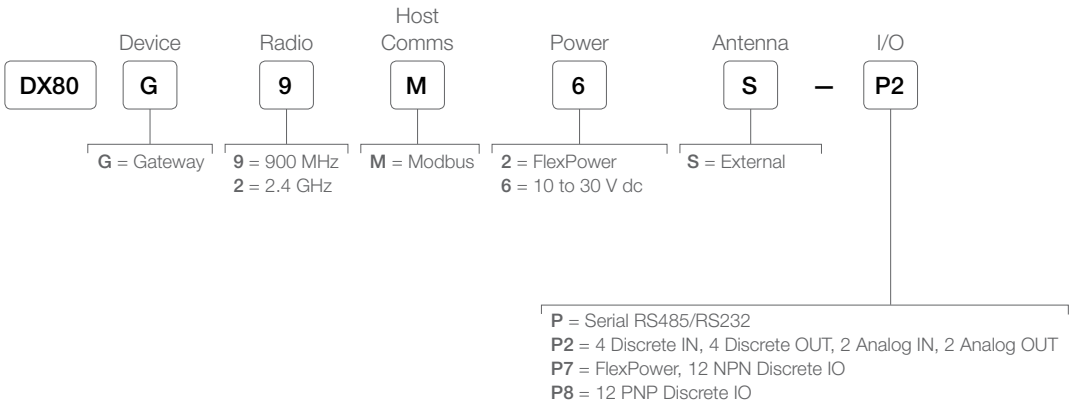 Host
Device Radio Comms Power Antenna I/O
DX80 G 9 M 6 S – P2
G = Gateway 9 = 900 MHz M = Modbus 2 = FlexPower S = External
2 = 2.4 GHz 6 = 10 to 30 V dc
P = Serial RS485/RS232
P2 = 4 Discrete IN, 4 Discrete OUT, 2 Analog IN, 2 Analog OUT
P7 = FlexPower, 12 NPN Discrete IO
P8 = 12 PNP Discrete IO